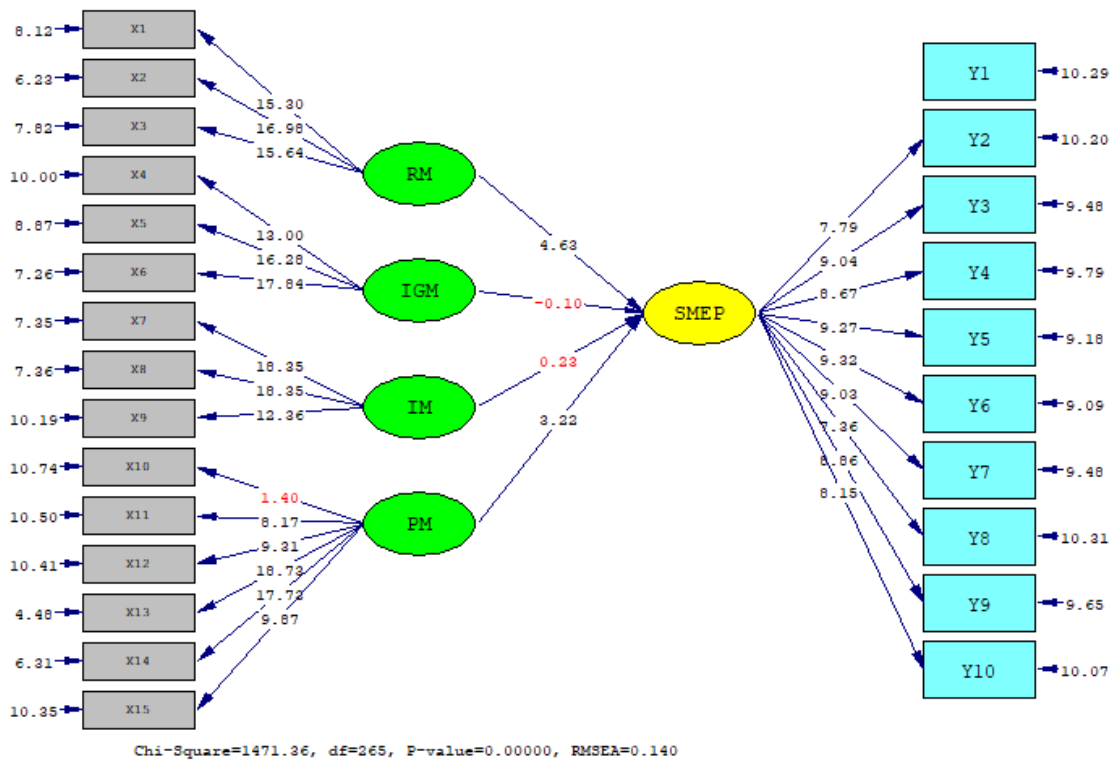 8.12 X1
6.23 X2
7.82 X3
10.00 X4
8.87 X5
7.26 X6
7.35 X7
7.36 X8
10.19 X9
10.74 X10
10.50 X11
10.41 X12
4.48 X13
6.31 X14
10.35 X15
15.30
16.98
15.64
13.00
16.28
17.84
18.35
18.35
12.36
1.40
8.17
9.31
18.73
17.73
9.87
RM
IGM
IM
PM
4.63
-0.10
0.23
3.22
SMEP
7.79
9.04
8.67
9.27
9.32
9.03
7.36
8.86
8.15
Y1 10.29
Y2 10.20
Y3 9.48
Y4 9.79
Y5 9.18
Y6 9.09
Y7 9.48
Y8 10.31
Y9 9.65
Y10 10.07
Chi-Square=1471.36, df=265, P-value=0.00000, RMSEA=0.140